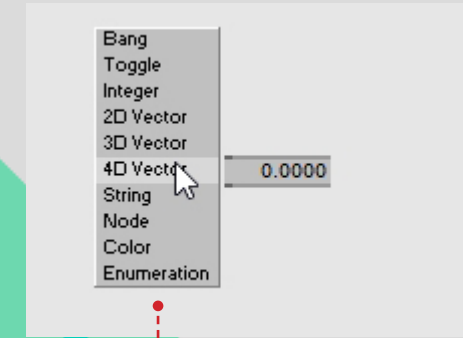 Bang
Toggle
Integer
2D Vector
3D Vector
4D Vector
0.0000
String
Node
Color
Enumeration